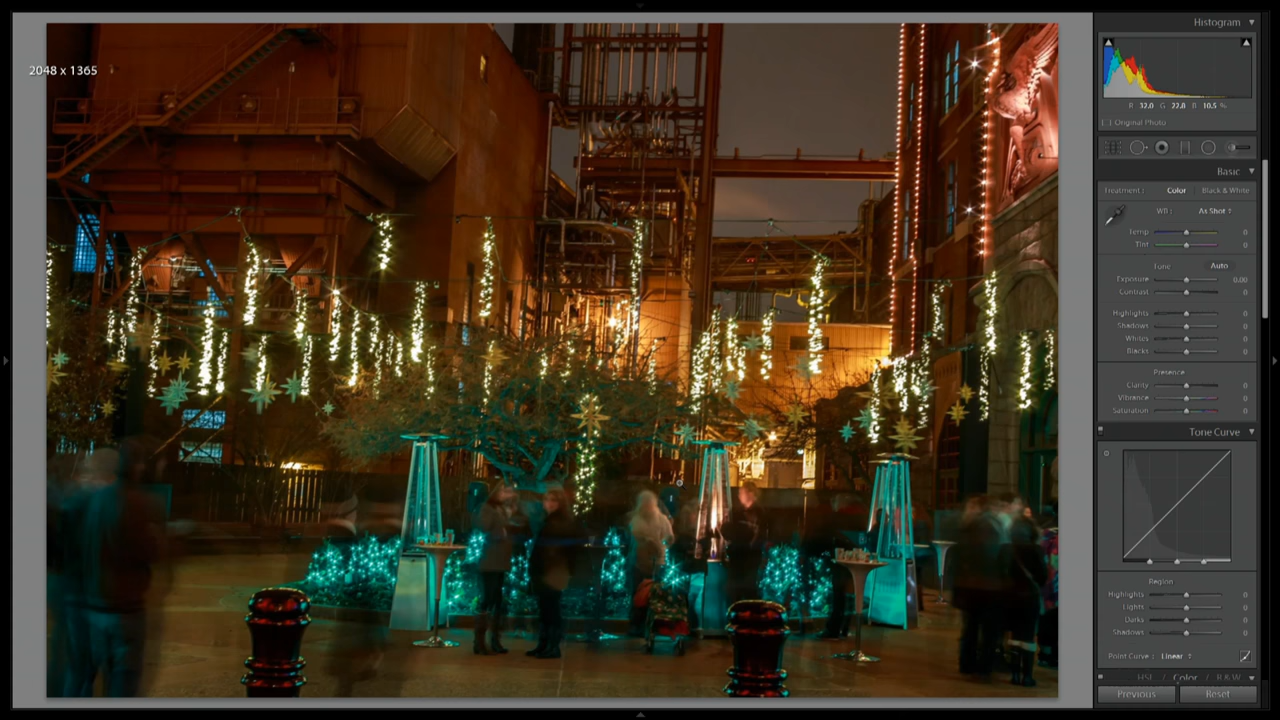 2048 x 1365
Histogram
R 32.0 G 22.8 B 10.5 %
Original Photo
Basic
Treatment : Color Black & White
WB : As Shot
Temp 0
Tint 0
Tone Auto
Exposure 0.00
Contrast 0
Highlights 0
Shadows 0
Whites 0
Blacks 0
Presence
Clarity 0
Vibrance 0
Saturation 0
Tone Curve
Region
Highlights 0
Lights 0
Darks 0
Shadows 0
Point Curve : Linear
HSL / Color / B & W
Previous Reset